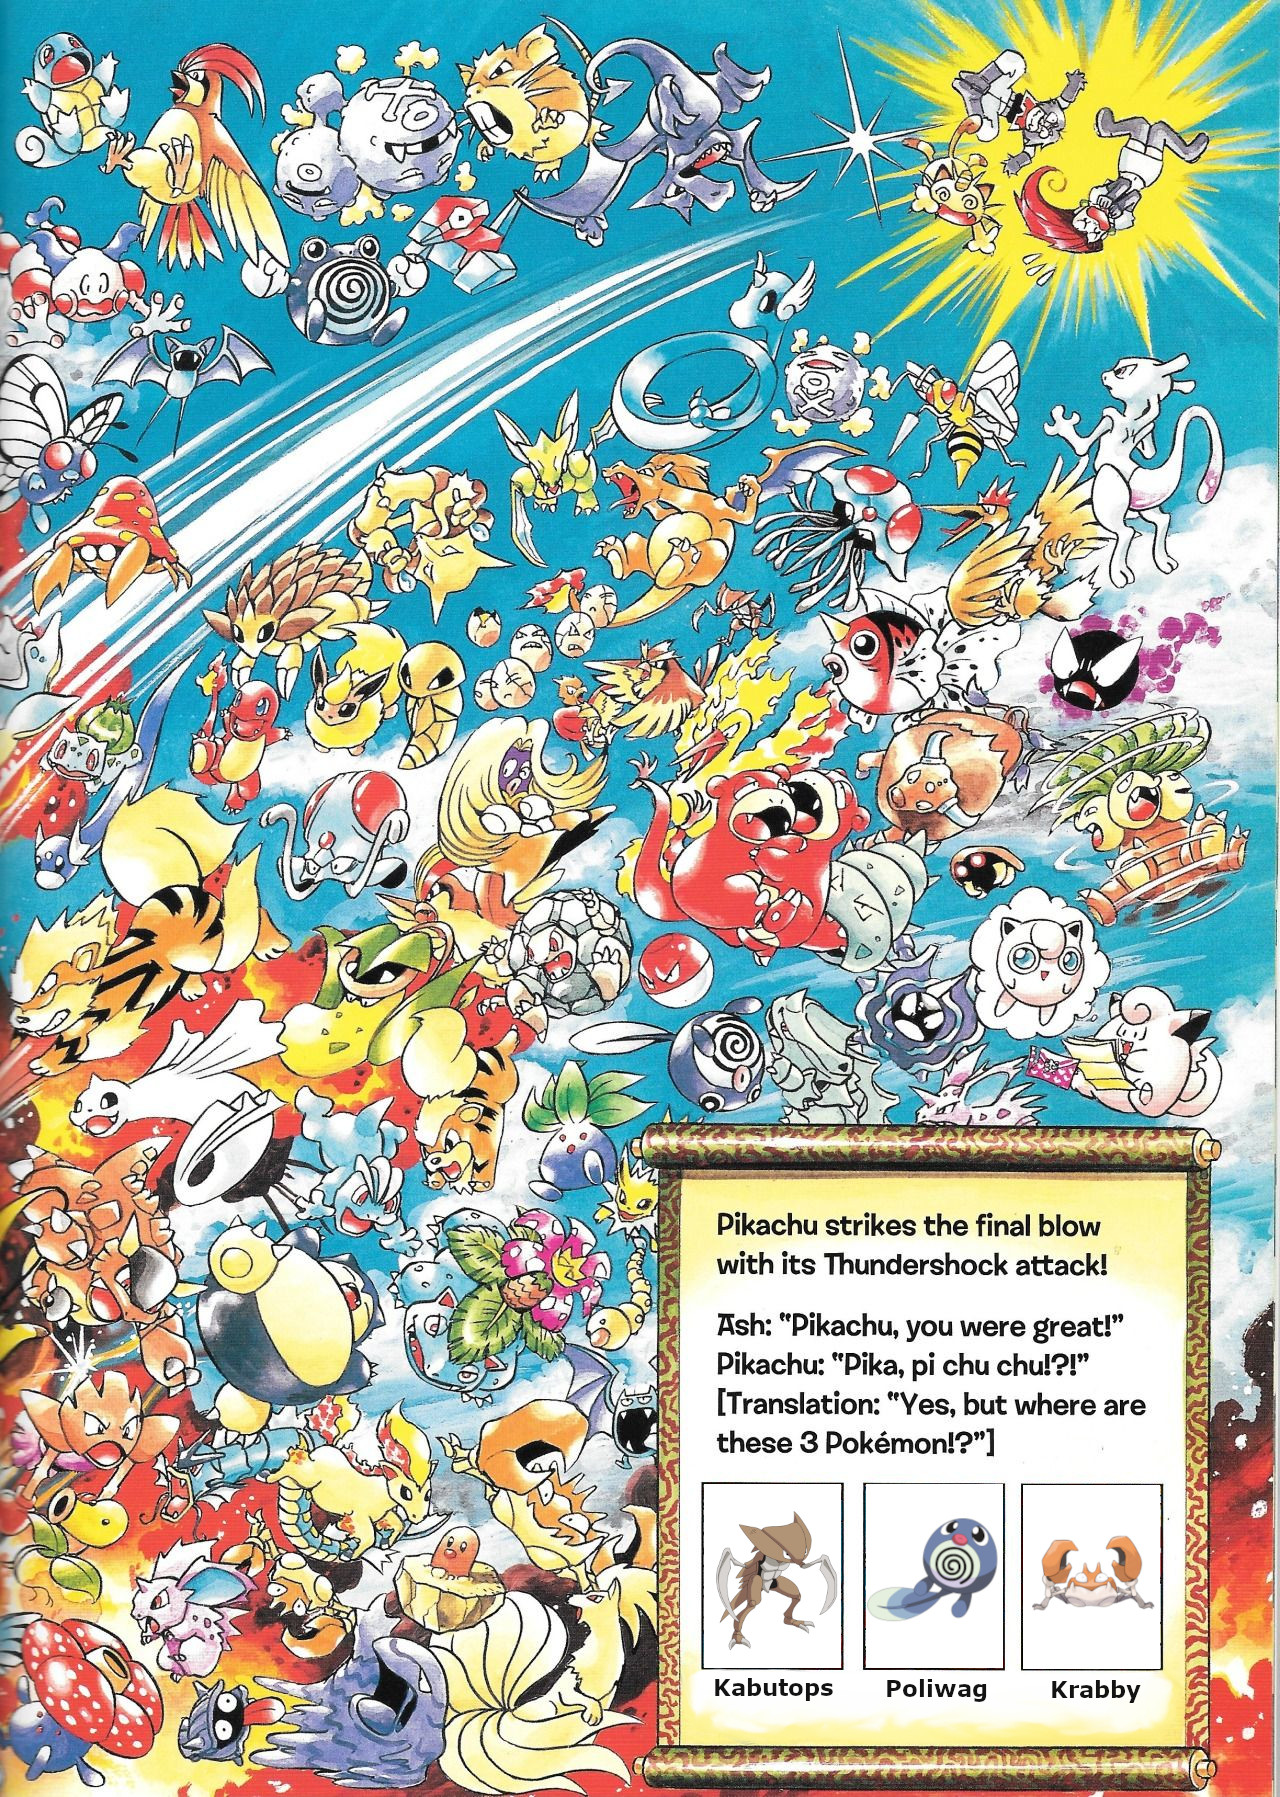 Pikachu strikes the final blow
with its Thundershock attack!
Ash: “Pikachu, you were great!”
Pikachu: “Pika, pi chu chu!?!”
[Translation: “Yes, but where are
these 3 Pokémon!?”]
Kabutops Poliwag Krabby